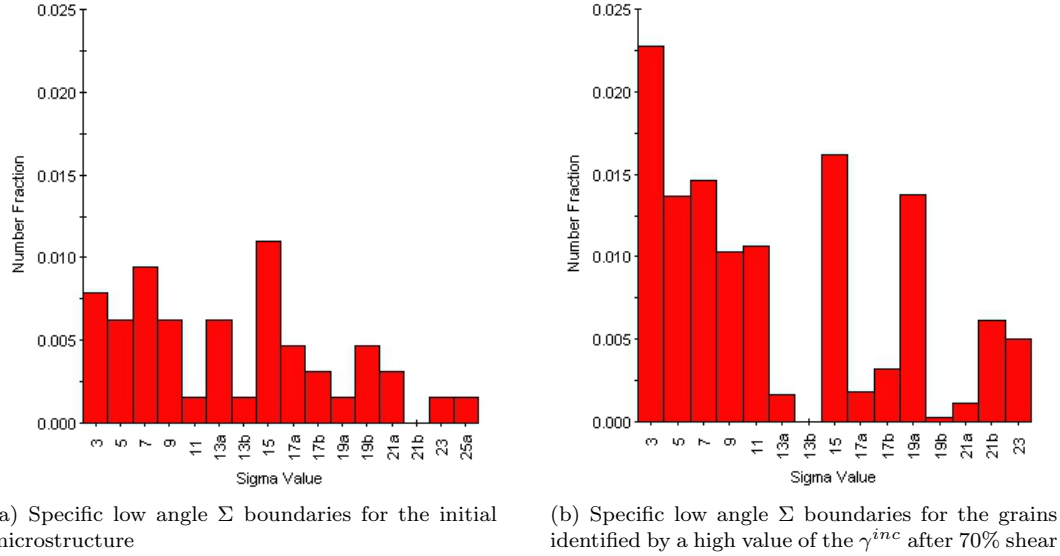 0.025
0.020
0.015
0.010
0.005
0.000
Number Fraction
3 5 7 9 11 13a 13b 15 17a 17b 19a 19b 21a 21b 23 25a
Sigma Value
a) Specific low angle Σ boundaries for the initial
microstructure
0.025
0.020
0.015
0.010
0.005
0.000
Number Fraction
3 5 7 9 11 13a 13b 15 17a 17b 19a 19b 21a 21b 23
Sigma Value
(b) Specific low angle Σ boundaries for the grains
identified by a high value of the γ^{inc} after 70% shear